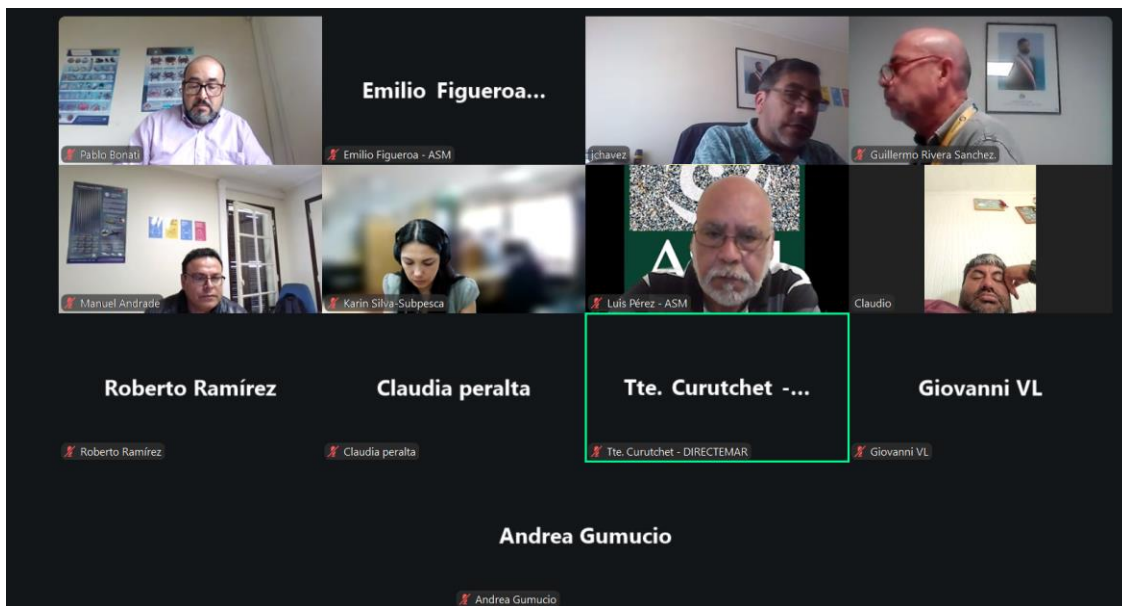 Pablo Bonati
Emilio Figueroa...
Emilio Figueroa - ASM
jchavez
Guillermo Rivera Sanchez.
Manuel Andrade
Karin Silva-Subpesca
Luis Pérez - ASM
Claudio
Roberto Ramírez
Roberto Ramírez
Claudia peralta
Claudia peralta
Tte. Curutchet -...
Tte. Curutchet - DIRECTEMAR
Giovanni VL
Giovanni VL
Andrea Gumucio
Andrea Gumucio